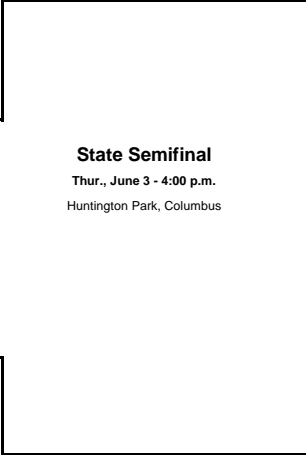 State Semifinal
Thur., June 3 - 4:00 p.m.
Huntington Park, Columbus